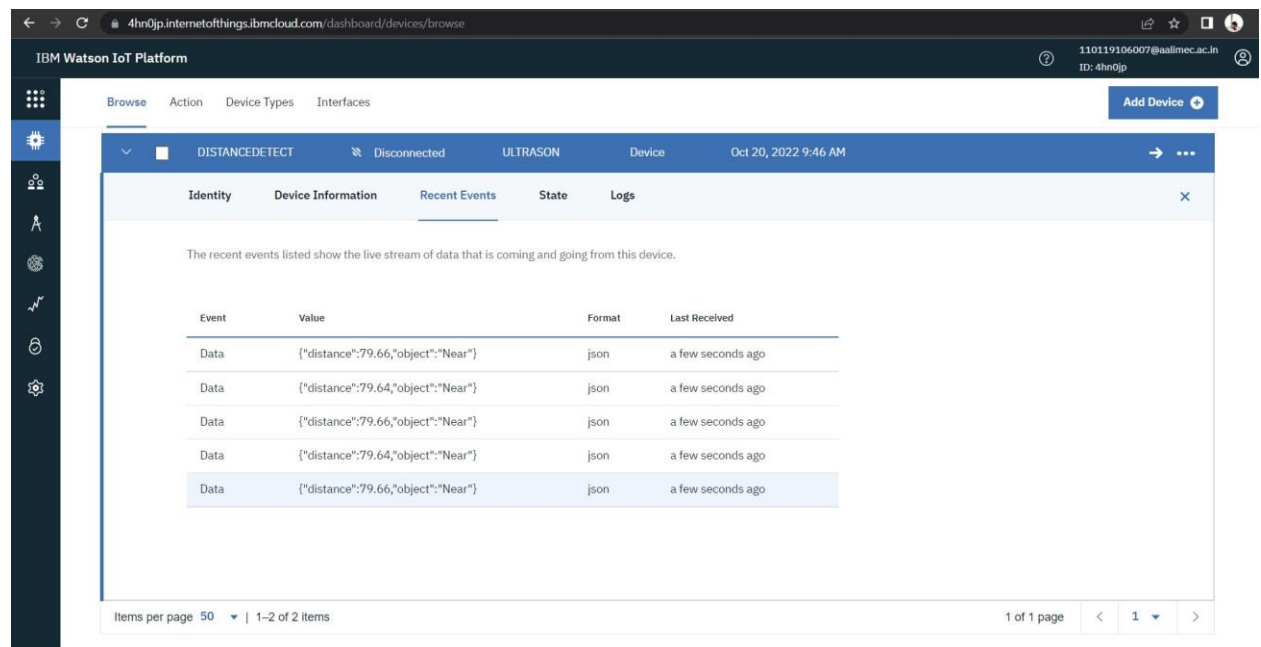 4hn0jp.internetofthings.ibmcloud.com/dashboard/devices/browse
IBM Watson IoT Platform
110119106007@aalimec.ac.in
ID: 4hn0jp
Browse Action Device Types Interfaces
Add Device
DISTANCEDETECT Disconnected ULTRASON Device Oct 20, 2022 9:46 AM
Identity Device Information Recent Events State Logs
The recent events listed show the live stream of data that is coming and going from this device.
Event Value Format Last Received
Data {"distance":79.66,"object":"Near"} json a few seconds ago
Data {"distance":79.64,"object":"Near"} json a few seconds ago
Data {"distance":79.66,"object":"Near"} json a few seconds ago
Data {"distance":79.64,"object":"Near"} json a few seconds ago
Data {"distance":79.66,"object":"Near"} json a few seconds ago
Items per page 50 | 1–2 of 2 items 1 of 1 page < 1 >